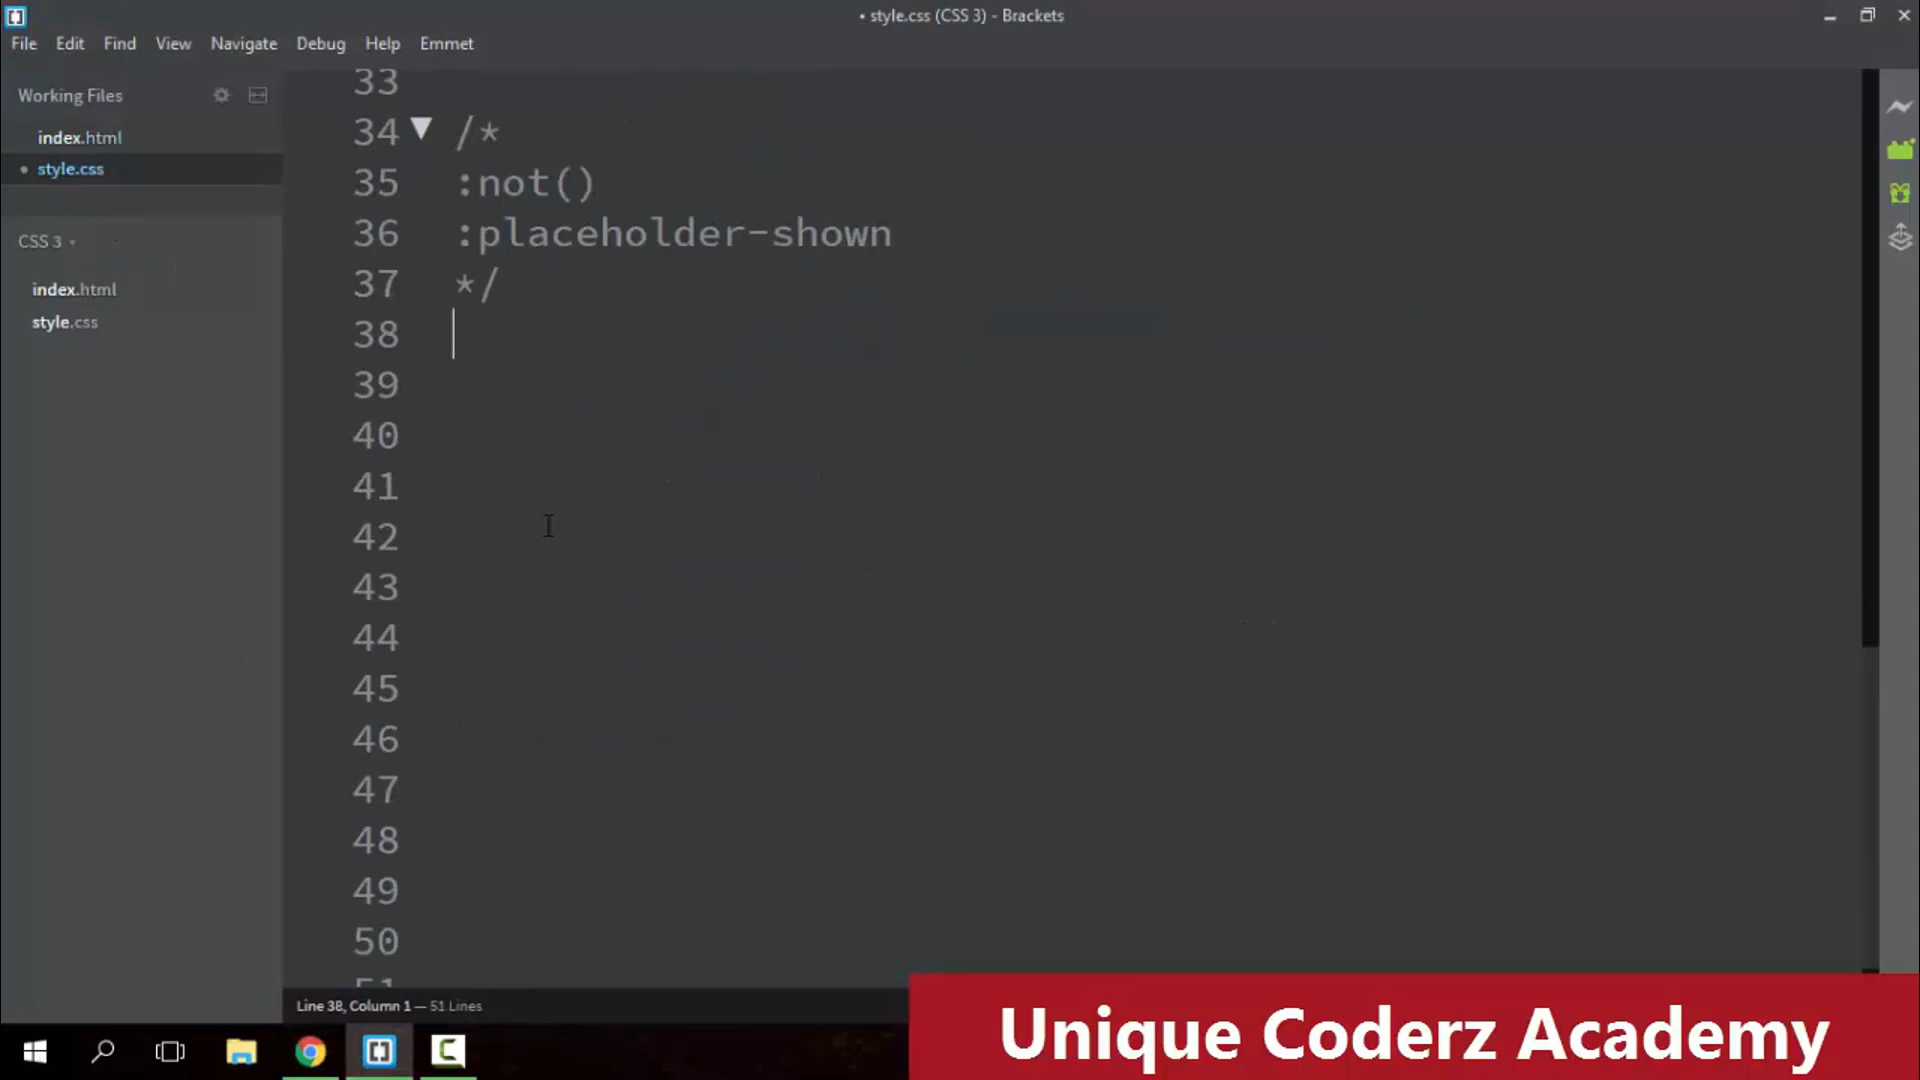 • style.css (CSS 3) - Brackets
File Edit Find View Navigate Debug Help Emmet
Working Files
index.html
• style.css
CSS 3
index.html
style.css
33
34 /*
35 :not()
36 :placeholder-shown
37 */
38
39
40
41
42
43
44
45
46
47
48
49
50
51
Line 38, Column 1 — 51 Lines
Unique Coderz Academy